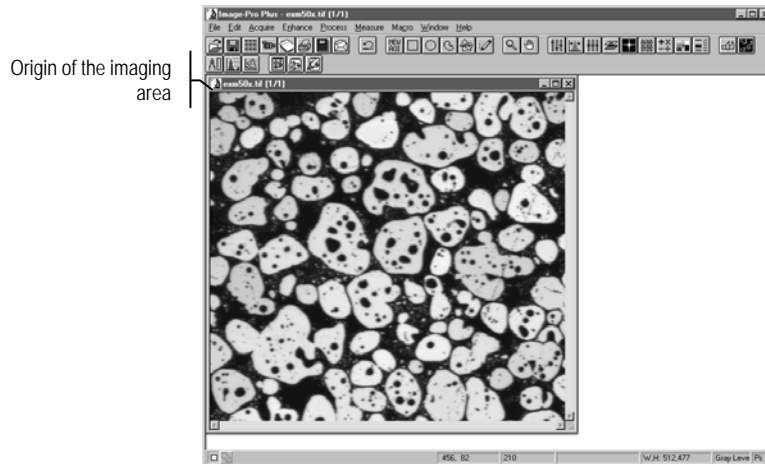 Image-Pro Plus - exm50x.tif (1/1)
File Edit Acquire Enhance Process Measure Magro Window Help
Origin of the imaging
area
exm50x.tif (1/1)
456, 82 210 W,H: 512,477 Gray Leve